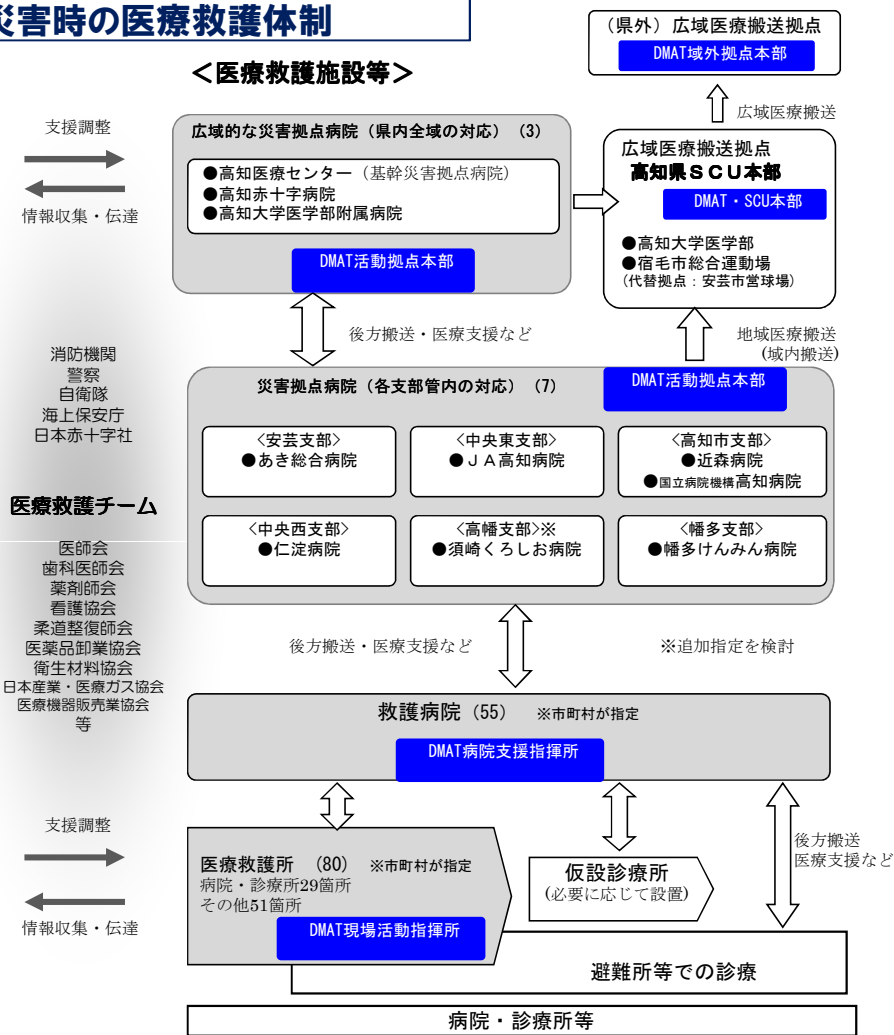 災害時の医療救護体制
＜医療救護施設等＞
（県外）広域医療搬送拠点
DMAT域外拠点本部
広域医療搬送
支援調整
情報収集・伝達
広域的な災害拠点病院（県内全域の対応）（3）
●高知医療センター（基幹災害拠点病院）
●高知赤十字病院
●高知大学医学部附属病院
DMAT活動拠点本部
広域医療搬送拠点
高知県ＳＣＵ本部
DMAT・SCU本部
●高知大学医学部
●宿毛市総合運動場
（代替拠点：安芸市営球場）
後方搬送・医療支援など
地域医療搬送
(域内搬送)
消防機関
警察
自衛隊
海上保安庁
日本赤十字社
医療救護チーム
医師会
歯科医師会
薬剤師会
看護協会
柔道整復師会
医薬品卸業協会
衛生材料協会
日本産業・医療ガス協会
医療機器販売業協会
等
災害拠点病院（各支部管内の対応）（7）
DMAT活動拠点本部
〈安芸支部〉
●あき総合病院
〈中央東支部〉
●ＪＡ高知病院
〈高知市支部〉
●近森病院
●国立病院機構高知病院
〈中央西支部〉
●仁淀病院
〈高幡支部〉※
●須崎くろしお病院
〈幡多支部〉
●幡多けんみん病院
後方搬送・医療支援など
※追加指定を検討
救護病院（55） ※市町村が指定
DMAT病院支援指揮所
支援調整
情報収集・伝達
医療救護所 （80） ※市町村が指定
病院・診療所29箇所
その他51箇所
DMAT現場活動指揮所
仮設診療所
(必要に応じて設置)
後方搬送
医療支援など
避難所等での診療
病院・診療所等